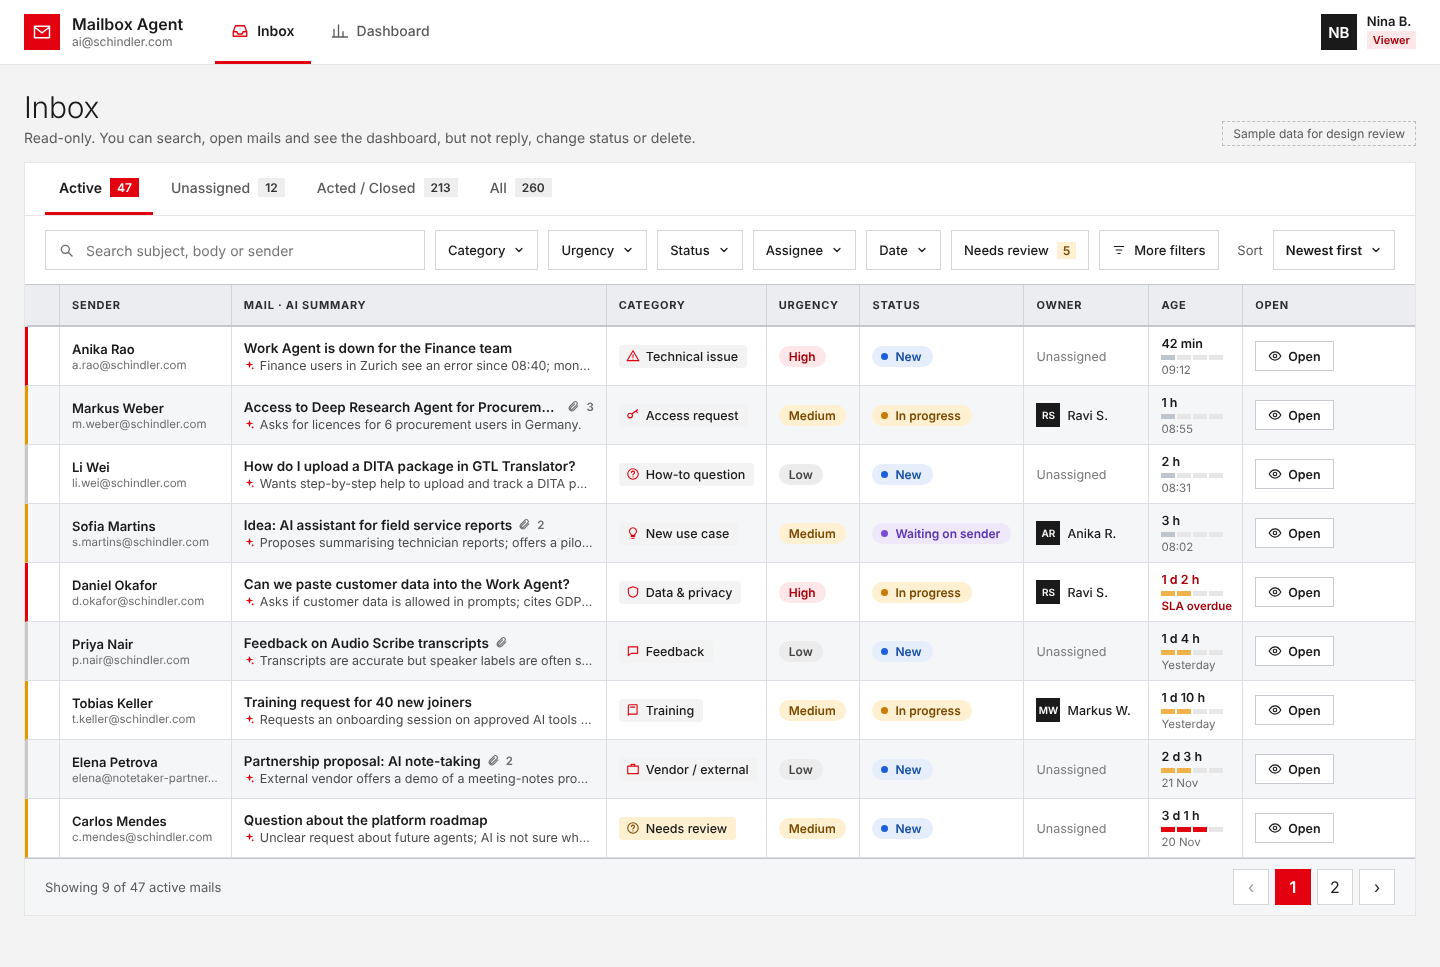 Mailbox Agent
ai@schindler.com
Inbox
Dashboard
NB
Nina B.
Viewer
Inbox
Read-only. You can search, open mails and see the dashboard, but not reply, change status or delete.
Sample data for design review
Active 47
Unassigned 12
Acted / Closed 213
All 260
Search subject, body or sender
Category
Urgency
Status
Assignee
Date
Needs review 5
More filters
Sort
Newest first
SENDER
MAIL · AI SUMMARY
CATEGORY
URGENCY
STATUS
OWNER
AGE
OPEN
Anika Rao
a.rao@schindler.com
Work Agent is down for the Finance team
Finance users in Zurich see an error since 08:40; mon...
Technical issue
High
New
Unassigned
42 min
09:12
Open
Markus Weber
m.weber@schindler.com
Access to Deep Research Agent for Procurem... 3
Asks for licences for 6 procurement users in Germany.
Access request
Medium
In progress
RS Ravi S.
1 h
08:55
Open
Li Wei
li.wei@schindler.com
How do I upload a DITA package in GTL Translator?
Wants step-by-step help to upload and track a DITA p...
How-to question
Low
New
Unassigned
2 h
08:31
Open
Sofia Martins
s.martins@schindler.com
Idea: AI assistant for field service reports 2
Proposes summarising technician reports; offers a pilo...
New use case
Medium
Waiting on sender
AR Anika R.
3 h
08:02
Open
Daniel Okafor
d.okafor@schindler.com
Can we paste customer data into the Work Agent?
Asks if customer data is allowed in prompts; cites GDP...
Data & privacy
High
In progress
RS Ravi S.
1 d 2 h
SLA overdue
Open
Priya Nair
p.nair@schindler.com
Feedback on Audio Scribe transcripts
Transcripts are accurate but speaker labels are often s...
Feedback
Low
New
Unassigned
1 d 4 h
Yesterday
Open
Tobias Keller
t.keller@schindler.com
Training request for 40 new joiners
Requests an onboarding session on approved AI tools ...
Training
Medium
In progress
MW Markus W.
1 d 10 h
Yesterday
Open
Elena Petrova
elena@notetaker-partner...
Partnership proposal: AI note-taking 2
External vendor offers a demo of a meeting-notes pro...
Vendor / external
Low
New
Unassigned
2 d 3 h
21 Nov
Open
Carlos Mendes
c.mendes@schindler.com
Question about the platform roadmap
Unclear request about future agents; AI is not sure wh...
Needs review
Medium
New
Unassigned
3 d 1 h
20 Nov
Open
Showing 9 of 47 active mails
‹ 1 2 ›